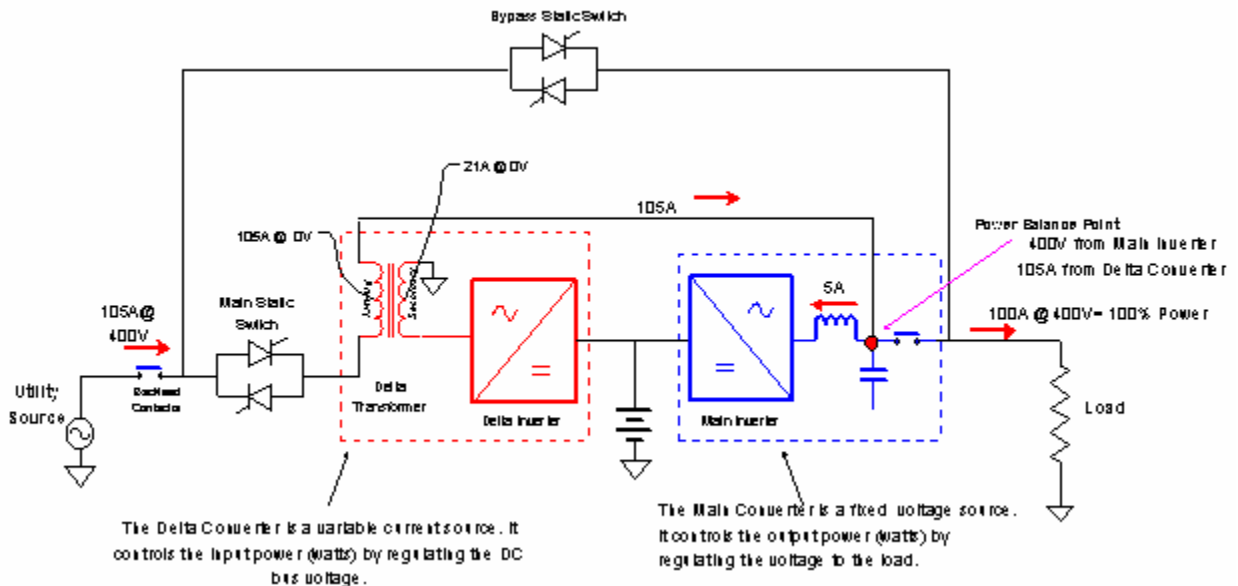 Bypass Static Switch
21A @ 0V
105A
105A @ 0V
Power Balance Point
400V from Main Inverter
105A from Delta Converter
5A
105A @
400V
Main Static
Switch
Primary
Secondary
100A @ 400V = 100% Power
Utility
Source
Backfeed
Contactor
Delta
Transformer
Delta Inverter
Main Inverter
Load
The Delta Converter is a variable current source. It
controls the input power (watts) by regulating the DC
bus voltage.
The Main Converter is a fixed voltage source.
It controls the output power (watts) by
regulating the voltage to the load.